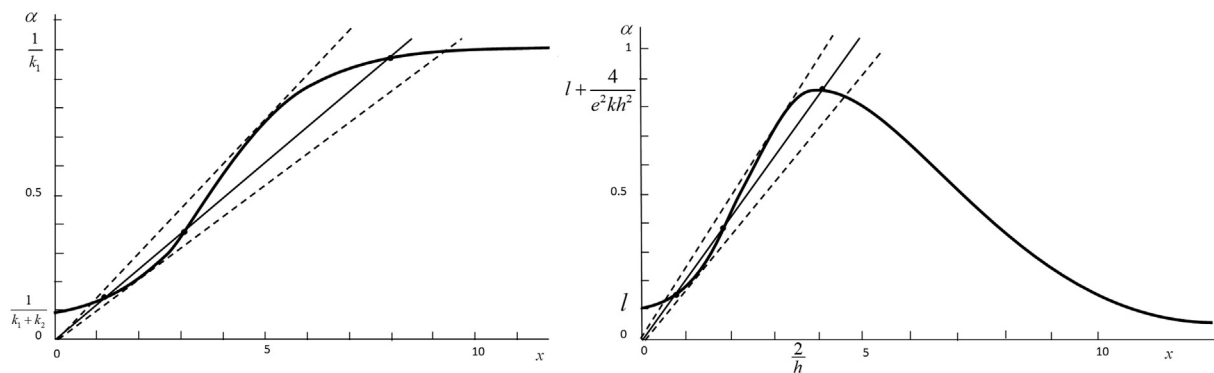 α
1/k₁
0.5
1/(k₁ + k₂)
0
0 5 10 x
α
1
l + 4/(e²kh²)
0.5
l
0
0 2/h 5 10 x